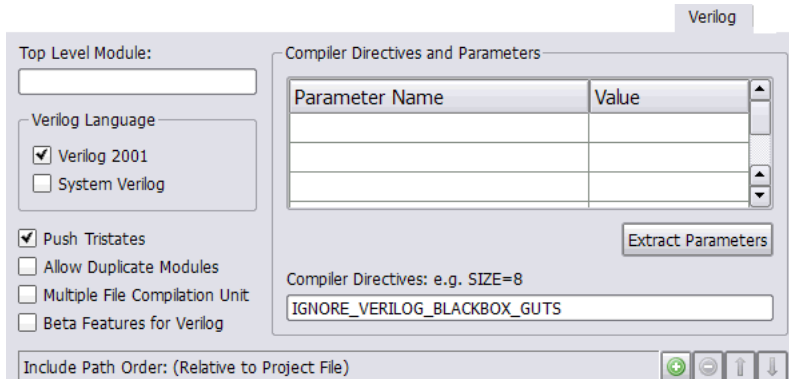 Verilog
Top Level Module:
Compiler Directives and Parameters
Parameter Name
Value
Verilog Language
Verilog 2001
System Verilog
Push Tristates
Extract Parameters
Allow Duplicate Modules
Compiler Directives: e.g. SIZE=8
Multiple File Compilation Unit
IGNORE_VERILOG_BLACKBOX_GUTS
Beta Features for Verilog
Include Path Order: (Relative to Project File)